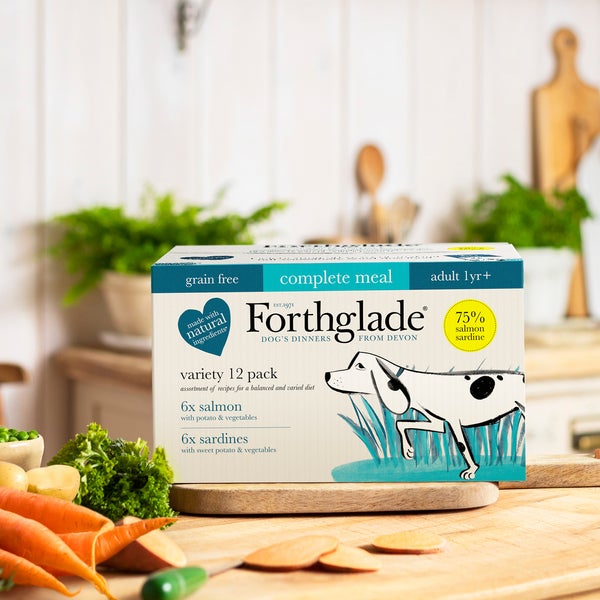 grain free
complete meal
adult 1yr+
made with
natural
ingredients*
EST.1971
Forthglade®
DOG'S DINNERS FROM DEVON
75%
salmon
sardine
variety 12 pack
assortment of recipes for a balanced and varied diet
6x salmon
with potato & vegetables
6x sardines
with sweet potato & vegetables